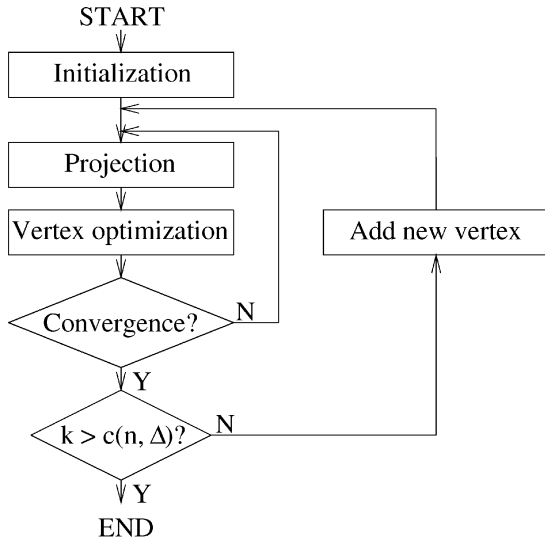 START
Initialization
Projection
Vertex optimization
Add new vertex
Convergence?
N
Y
k > c(n, Δ)?
N
Y
END